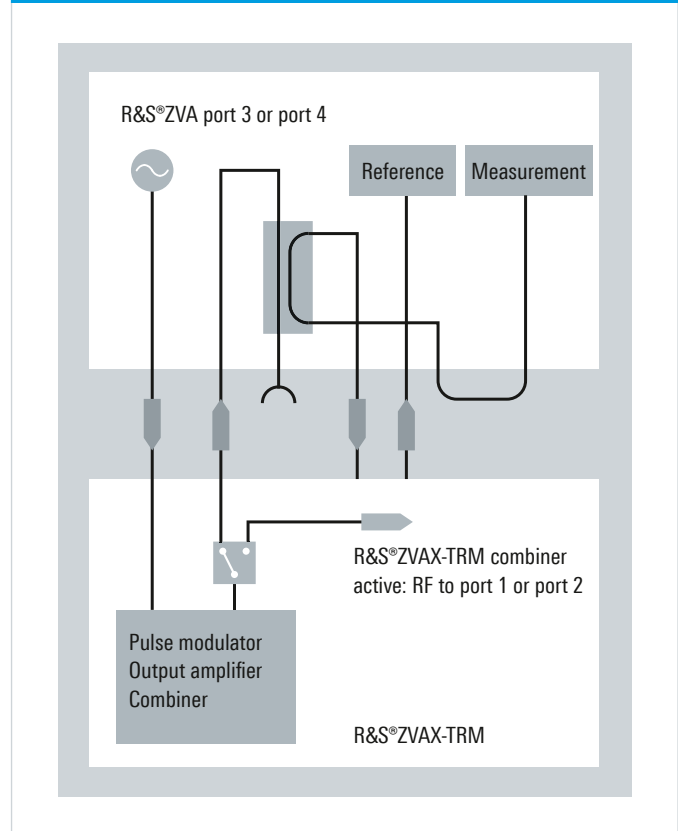 R&S®ZVA port 3 or port 4
Reference
Measurement
R&S®ZVAX-TRM combiner
active: RF to port 1 or port 2
Pulse modulator
Output amplifier
Combiner
R&S®ZVAX-TRM